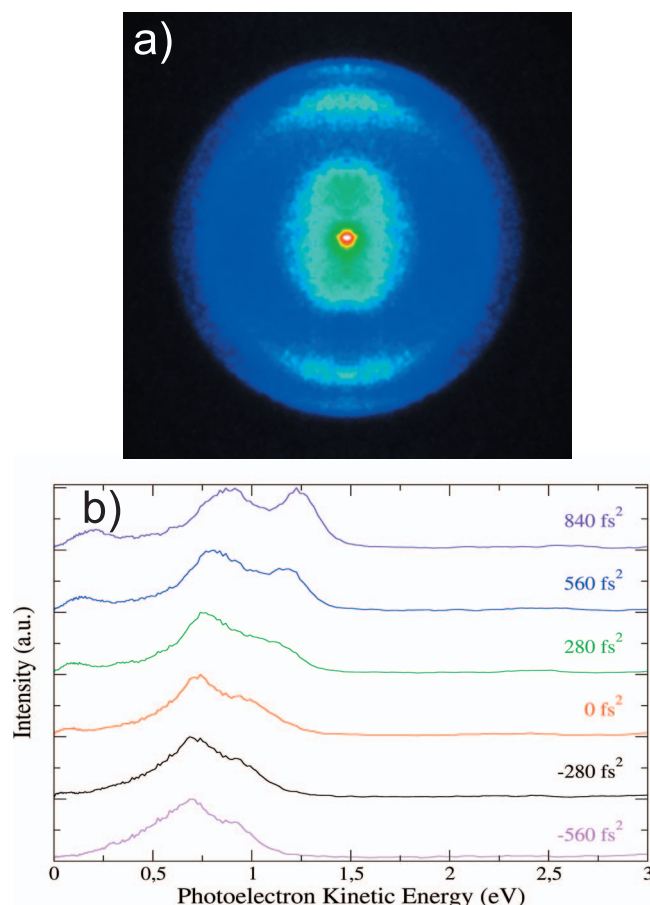 a)
b)
840 fs²
560 fs²
280 fs²
0 fs²
-280 fs²
-560 fs²
Intensity (a.u.)
0 0,5 1 1,5 2 2,5 3
Photoelectron Kinetic Energy (eV)